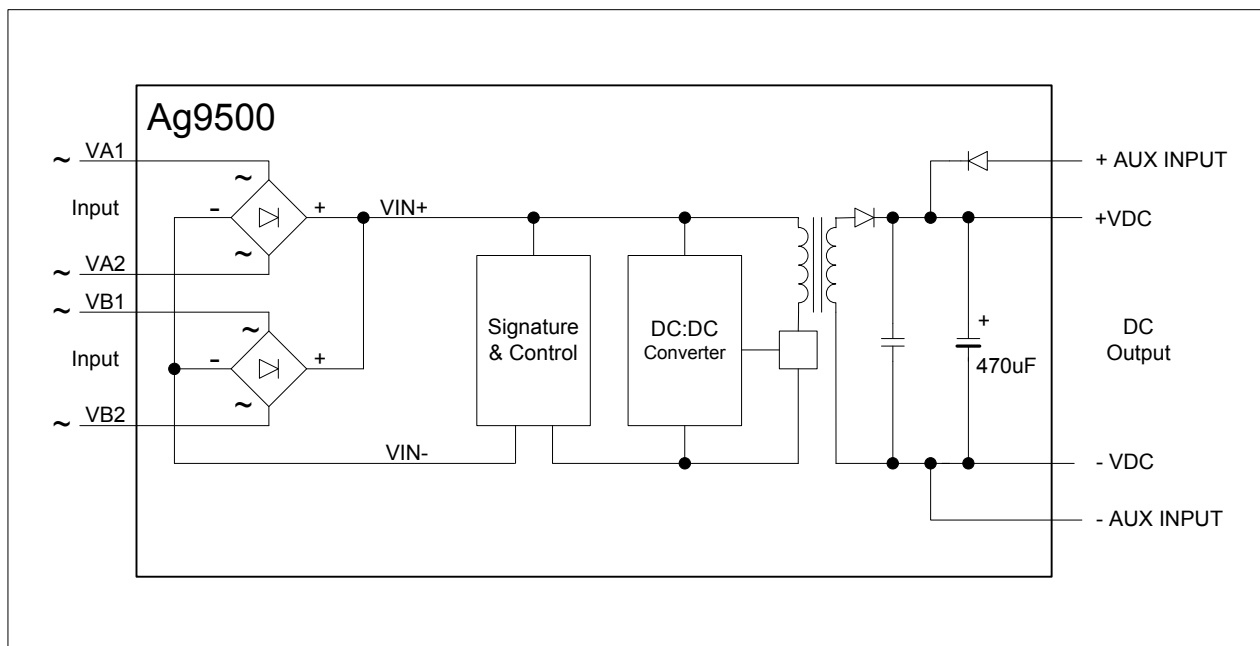 Ag9500
~ VA1
~
Input
-
+
VIN+
~ VA2
~
~ VB1
~
Input
-
+
~ VB2
~
VIN-
Signature
& Control
DC:DC
Converter
+
470uF
+ AUX INPUT
+VDC
DC
Output
- VDC
- AUX INPUT